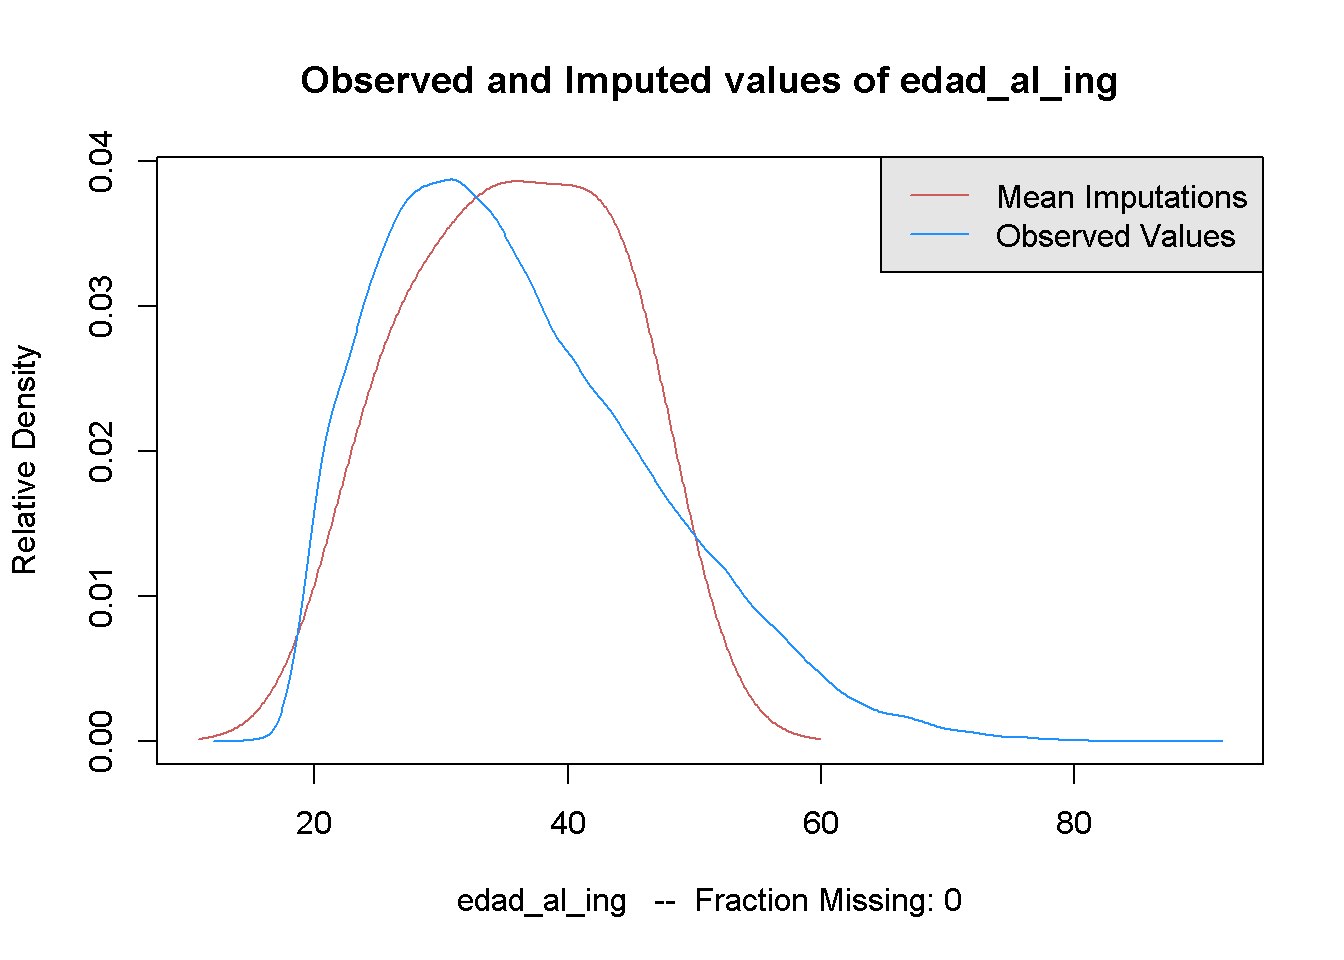 Observed and Imputed values of edad_al_ing
Mean Imputations
Observed Values
Relative Density
0.04
0.03
0.02
0.01
0.00
20 40 60 80
edad_al_ing -- Fraction Missing: 0